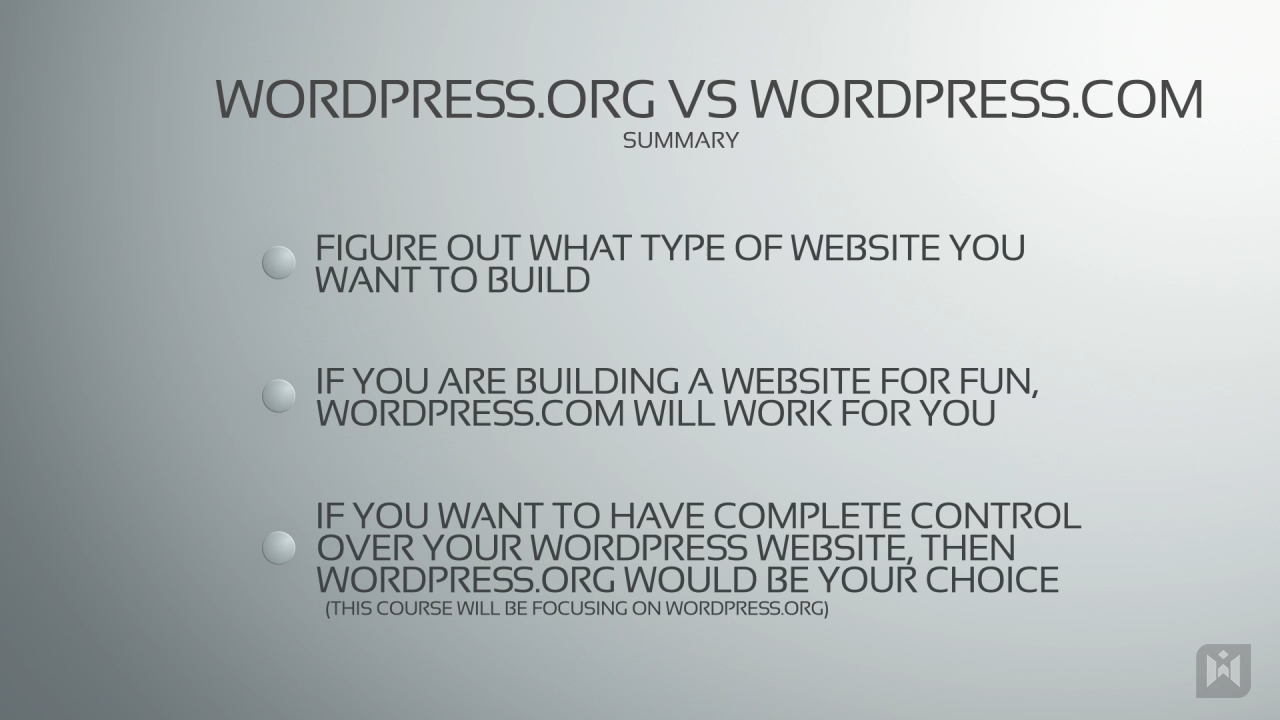 WORDPRESS.ORG VS WORDPRESS.COM
SUMMARY
FIGURE OUT WHAT TYPE OF WEBSITE YOU
WANT TO BUILD
IF YOU ARE BUILDING A WEBSITE FOR FUN,
WORDPRESS.COM WILL WORK FOR YOU
IF YOU WANT TO HAVE COMPLETE CONTROL
OVER YOUR WORDPRESS WEBSITE, THEN
WORDPRESS.ORG WOULD BE YOUR CHOICE
(THIS COURSE WILL BE FOCUSING ON WORDPRESS.ORG)